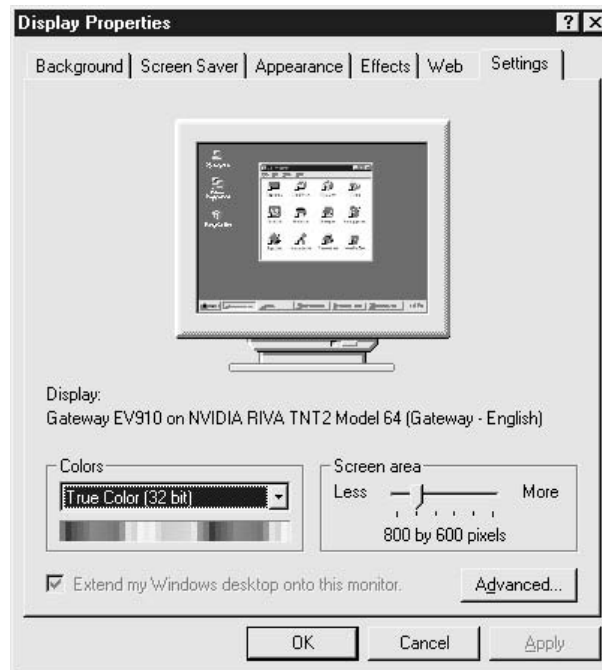 Display Properties
Background Screen Saver Appearance Effects Web Settings
Display:
Gateway EV910 on NVIDIA RIVA TNT2 Model 64 (Gateway - English)
Colors
True Color (32 bit)
Screen area
Less More
800 by 600 pixels
Extend my Windows desktop onto this monitor.
Advanced...
OK Cancel Apply